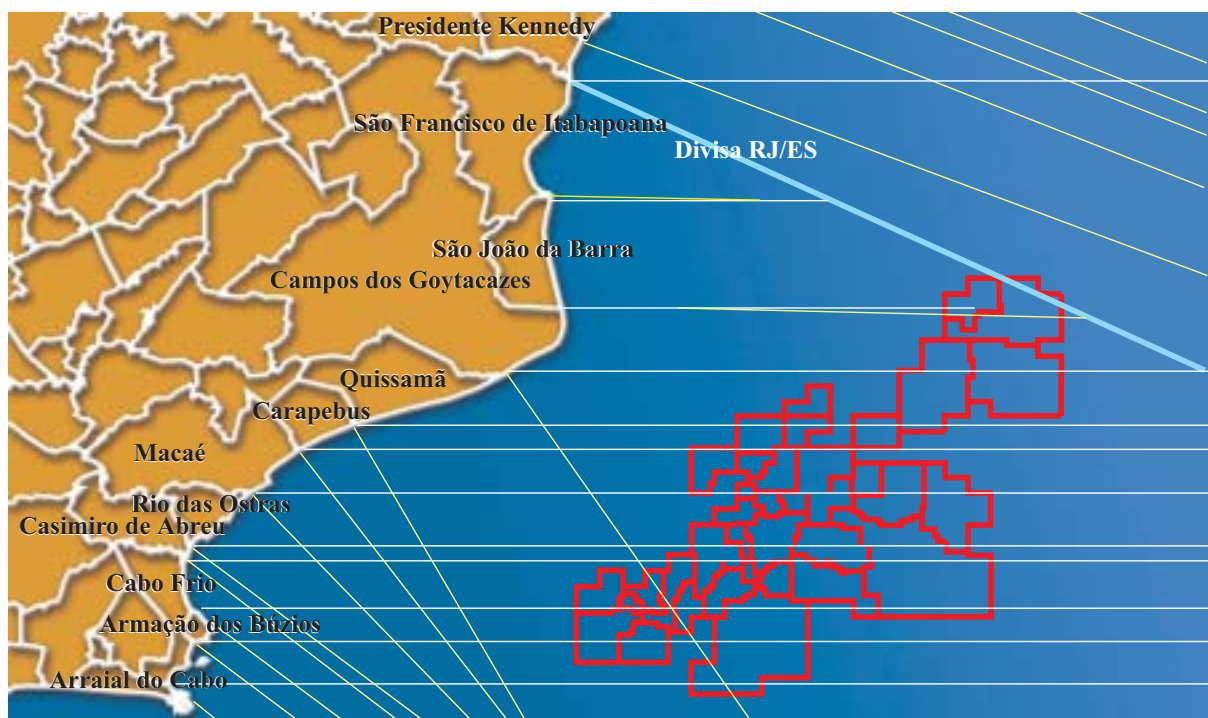 Presidente Kennedy
São Francisco de Itabapoana
Divisa RJ/ES
São João da Barra
Campos dos Goytacazes
Quissamã
Carapebus
Macaé
Rio das Ostras
Casimiro de Abreu
Cabo Frio
Armação dos Búzios
Arraial do Cabo